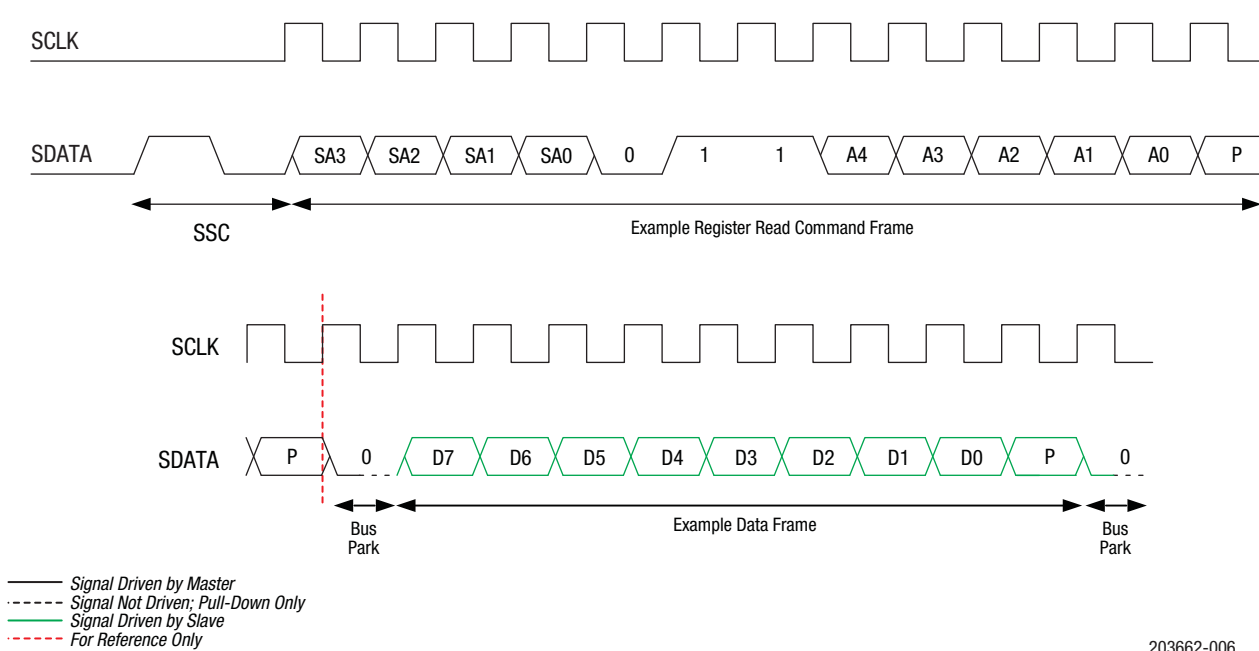 SCLK
SDATA SA3 SA2 SA1 SA0 0 1 1 A4 A3 A2 A1 A0 P
SSC
Example Register Read Command Frame
SCLK
SDATA P 0 D7 D6 D5 D4 D3 D2 D1 D0 P 0
Bus
Park
Example Data Frame
Bus
Park
Signal Driven by Master
Signal Not Driven; Pull-Down Only
Signal Driven by Slave
For Reference Only
203662-006